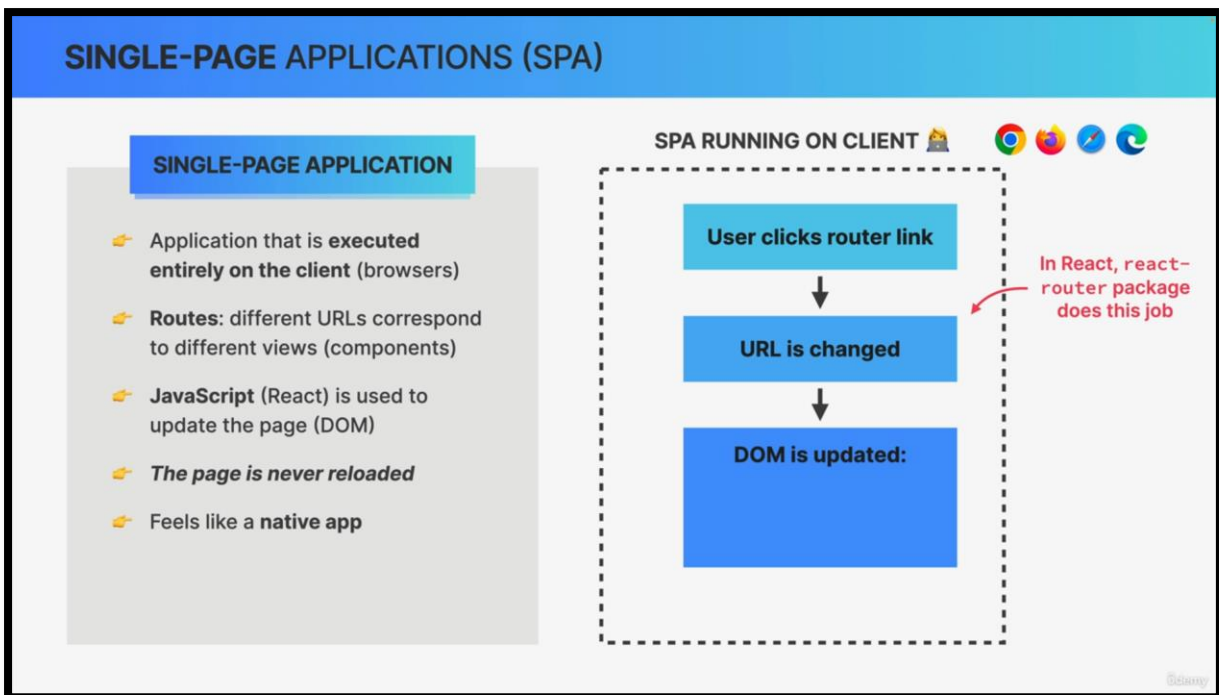 SINGLE-PAGE APPLICATIONS (SPA)
SINGLE-PAGE APPLICATION
Application that is executed
entirely on the client (browsers)
Routes: different URLs correspond
to different views (components)
JavaScript (React) is used to
update the page (DOM)
The page is never reloaded
Feels like a native app
SPA RUNNING ON CLIENT
User clicks router link
URL is changed
DOM is updated:
In React, react-
router package
does this job
Udemy